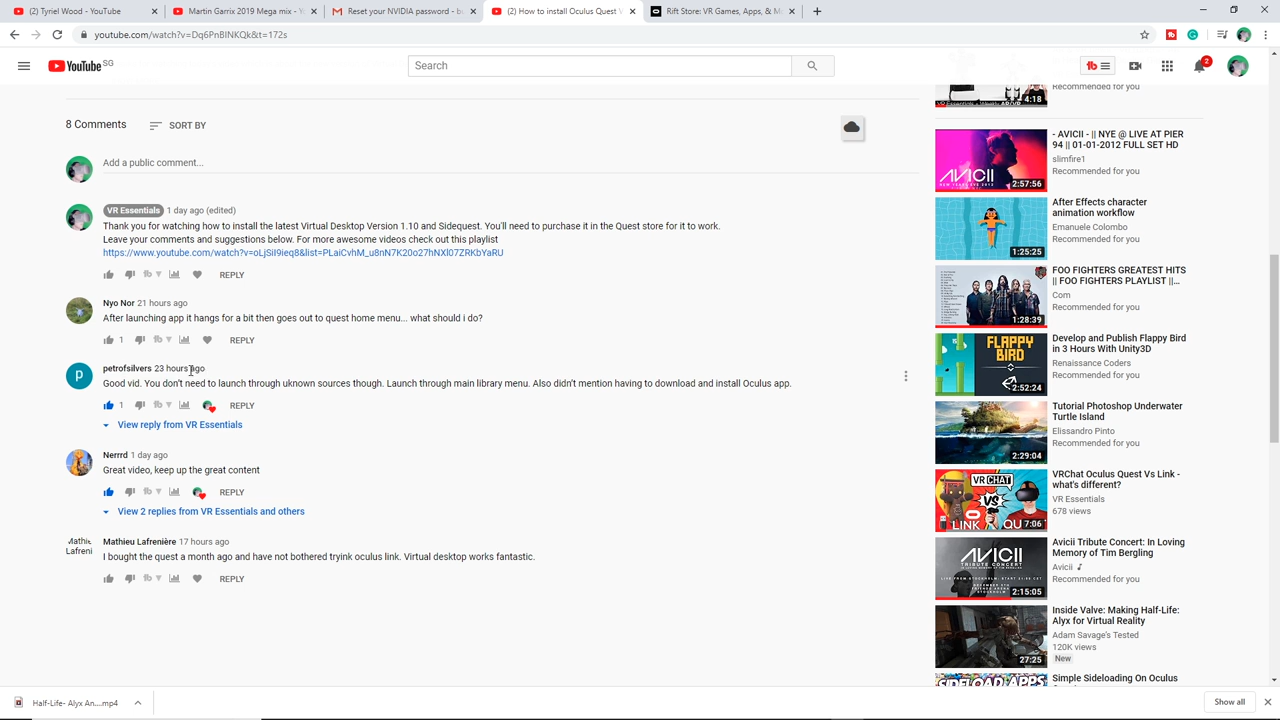 (2) Tyriel Wood - YouTube
Martin Garrix 2019 Mega mix - Yo
Reset your NVIDIA password - b
(2) How to install Oculus Quest V
Rift Store: VR Games, Apps, & M
youtube.com/watch?v=Dq6PnBlNKQk&t=172s
YouTube SG
Search
2
8 Comments
SORT BY
Add a public comment...
VR Essentials 1 day ago (edited)
Thank you for watching how to install the latest Virtual Desktop Version 1.10 and Sidequest. You'll need to purchase it in the Quest store for it to work.
Leave your comments and suggestions below. For more awesome videos check out this playlist
REPLY
Nyo Nor 21 hours ago
After launching app it hangs for a bit then goes out to quest home menu... What should i do?
1 REPLY
petrofsilvers 23 hours ago
Good vid. You don't need to launch through uknown sources though. Launch through main library menu. Also didn't mention having to download and install Oculus app.
1 REPLY
View reply from VR Essentials
Nerrrd 1 day ago
Great video, keep up the great content
REPLY
View 2 replies from VR Essentials and others
Mathieu Lafrenière 17 hours ago
I bought the quest a month ago and have not bothered tryink oculus link. Virtual desktop works fantastic.
REPLY
4:18
Recommended for you
AVICII
2:57:56
- AVICII - || NYE @ LIVE AT PIER
94 || 01-01-2012 FULL SET HD
slimfire1
Recommended for you
1:25:25
After Effects character
animation workflow
Emanuele Colombo
Recommended for you
1:28:39
FOO FIGHTERS GREATEST HITS
|| FOO FIGHTERS PLAYLIST ||...
Com
Recommended for you
FLAPPY
BIRD
2:52:24
Develop and Publish Flappy Bird
in 3 Hours With Unity3D
Renaissance Coders
Recommended for you
2:29:04
Tutorial Photoshop Underwater
Turtle Island
Elissandro Pinto
Recommended for you
VR CHAT
VS
LINK QU
7:06
VRChat Oculus Quest Vs Link -
what's different?
VR Essentials
678 views
AVICII
TRIBUTE CONCERT
2:15:05
Avicii Tribute Concert: In Loving
Memory of Tim Bergling
Avicii
Recommended for you
27:25
Inside Valve: Making Half-Life:
Alyx for Virtual Reality
Adam Savage's Tested
120K views
New
SIDELOAD APPS
Simple Sideloading On Oculus
Half-Life- Alyx An....mp4
Show all